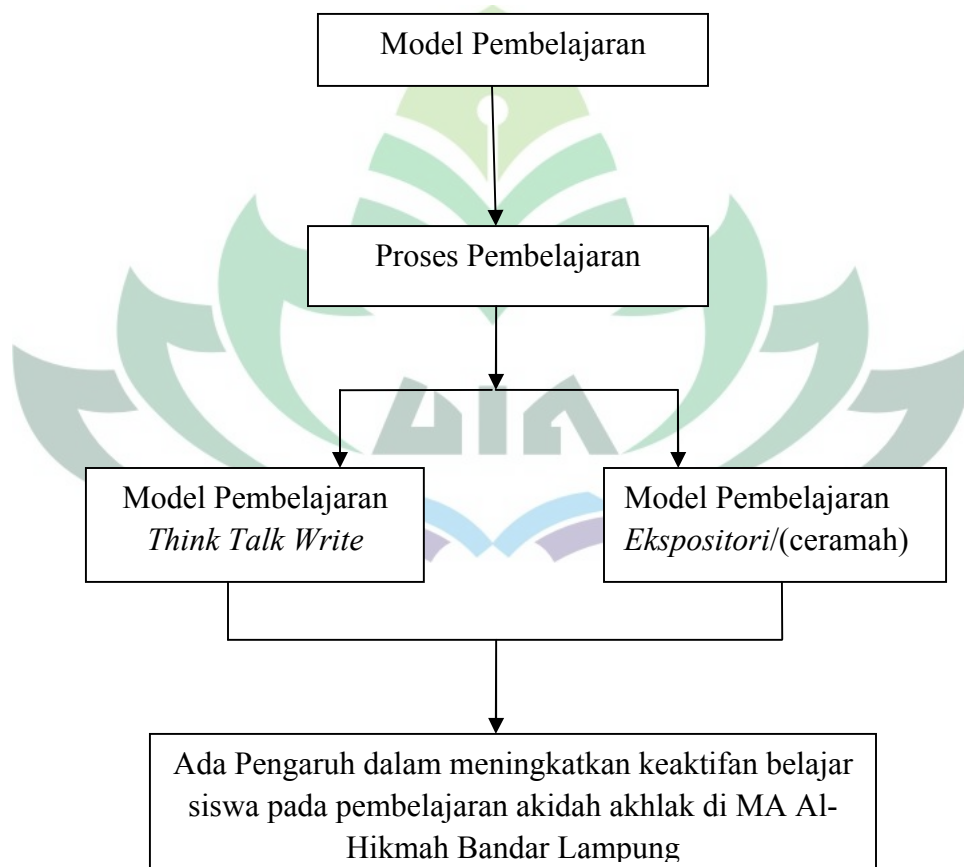 Model Pembelajaran
Proses Pembelajaran
Model Pembelajaran
Think Talk Write
Model Pembelajaran
Ekspositori/(ceramah)
UIN
Ada Pengaruh dalam meningkatkan keaktifan belajar
siswa pada pembelajaran akidah akhlak di MA Al-
Hikmah Bandar Lampung